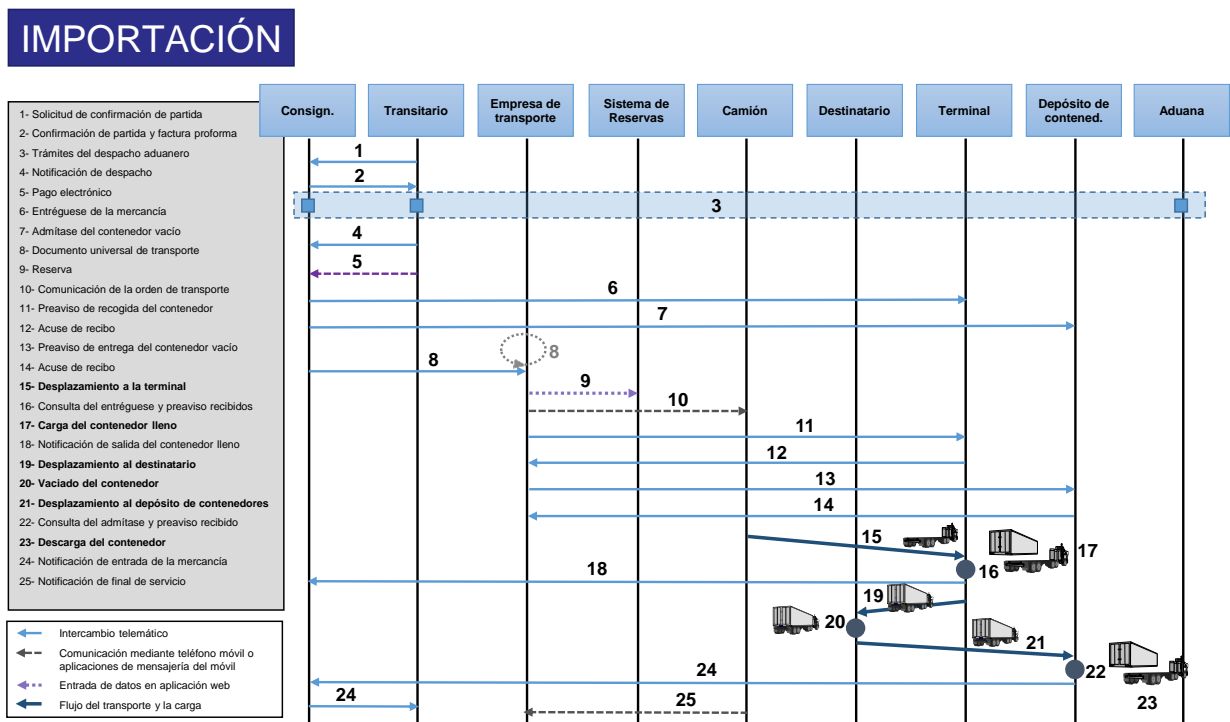 IMPORTACIÓN
1- Solicitud de confirmación de partida
2- Confirmación de partida y factura proforma
3- Trámites del despacho aduanero
4- Notificación de despacho
5- Pago electrónico
6- Entréguese de la mercancía
7- Admítase del contenedor vacío
8- Documento universal de transporte
9- Reserva
10- Comunicación de la orden de transporte
11- Preaviso de recogida del contenedor
12- Acuse de recibo
13- Preaviso de entrega del contenedor vacío
14- Acuse de recibo
15- Desplazamiento a la terminal
16- Consulta del entréguese y preaviso recibidos
17- Carga del contenedor lleno
18- Notificación de salida del contenedor lleno
19- Desplazamiento al destinatario
20- Vaciado del contenedor
21- Desplazamiento al depósito de contenedores
22- Consulta del admítase y preaviso recibido
23- Descarga del contenedor
24- Notificación de entrada de la mercancía
25- Notificación de final de servicio
Intercambio telemático
Comunicación mediante teléfono móvil o
aplicaciones de mensajería del móvil
Entrada de datos en aplicación web
Flujo del transporte y la carga
Consign.
Transitario
Empresa de
transporte
Sistema de
Reservas
Camión
Destinatario
Terminal
Depósito de
contened.
Aduana
1
2
3
4
5
6
7
8
8
9
10
11
12
13
14
15
17
16
18
19
20
21
22
24
23
24
25